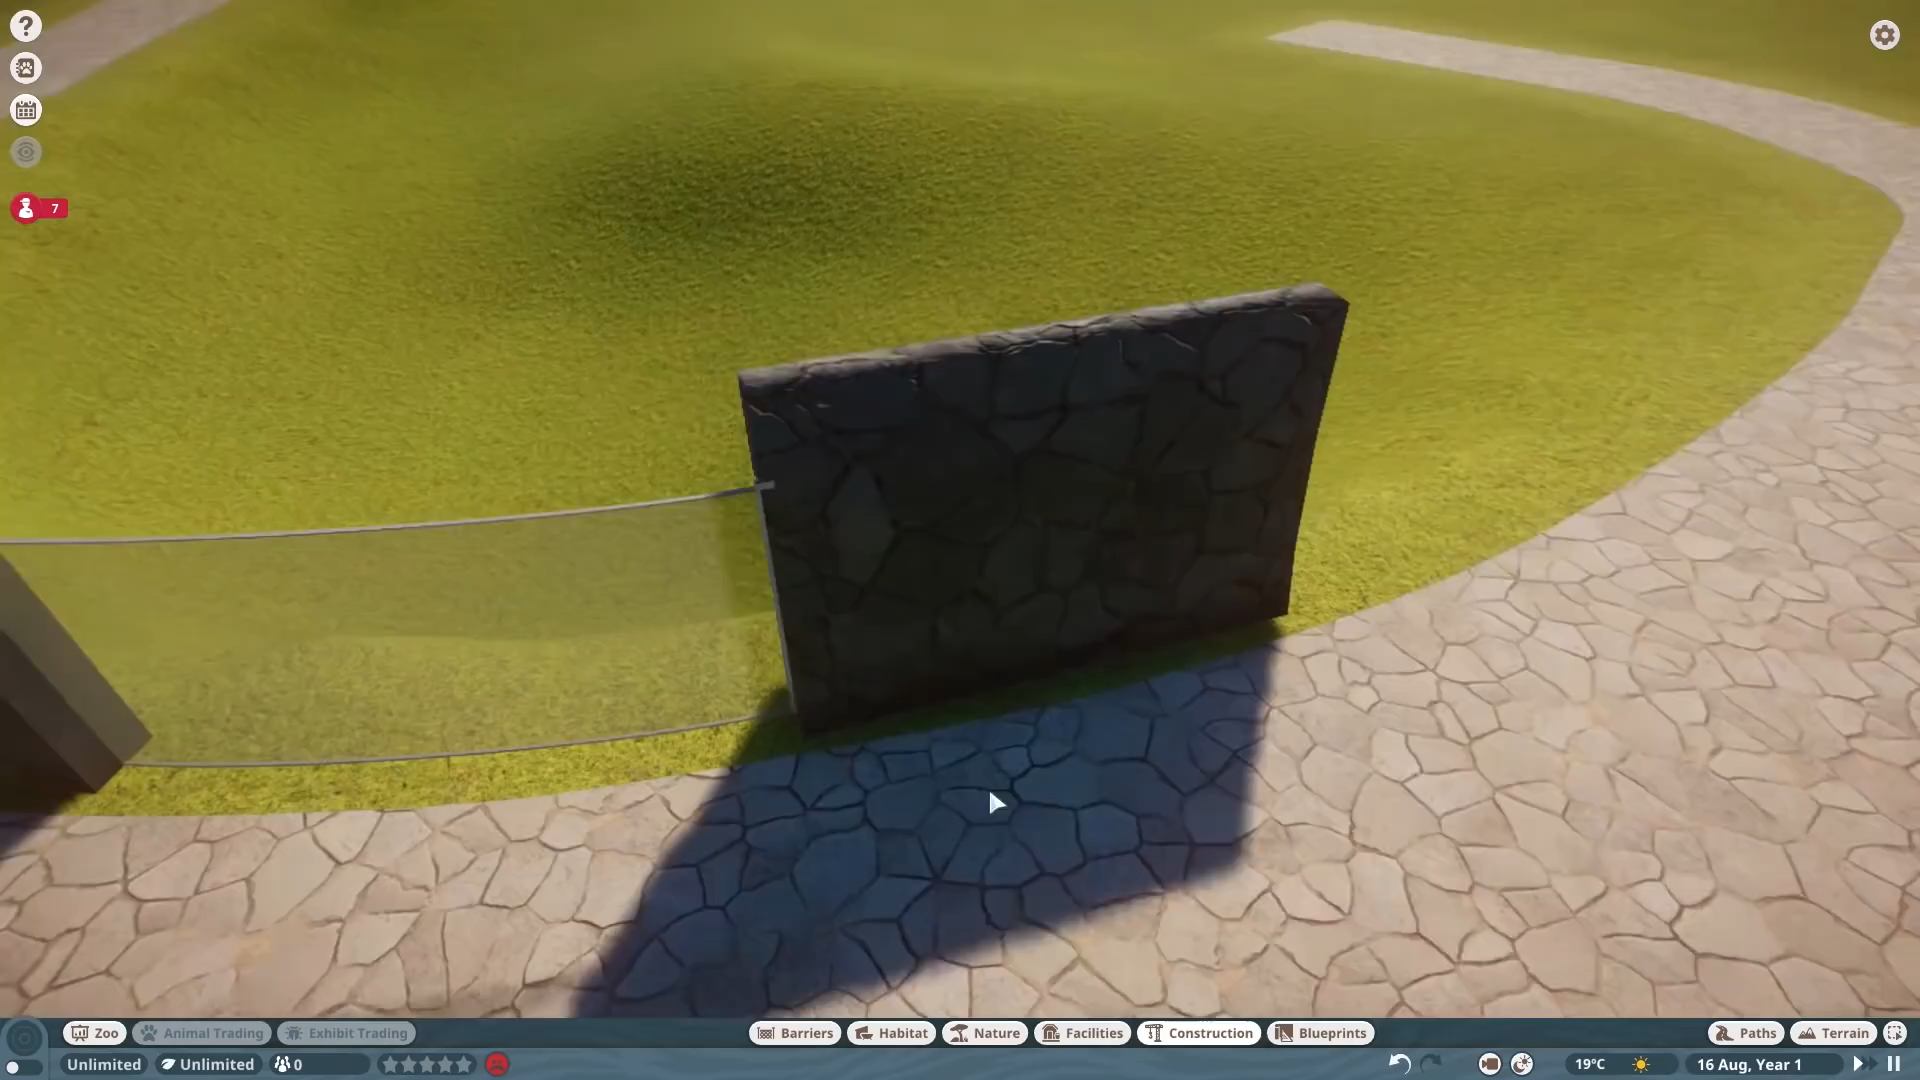 ?
7
Zoo
Animal Trading
Exhibit Trading
Barriers
Habitat
Nature
Facilities
Construction
Blueprints
Paths
Terrain
Unlimited
Unlimited
0
19°C
16 Aug, Year 1